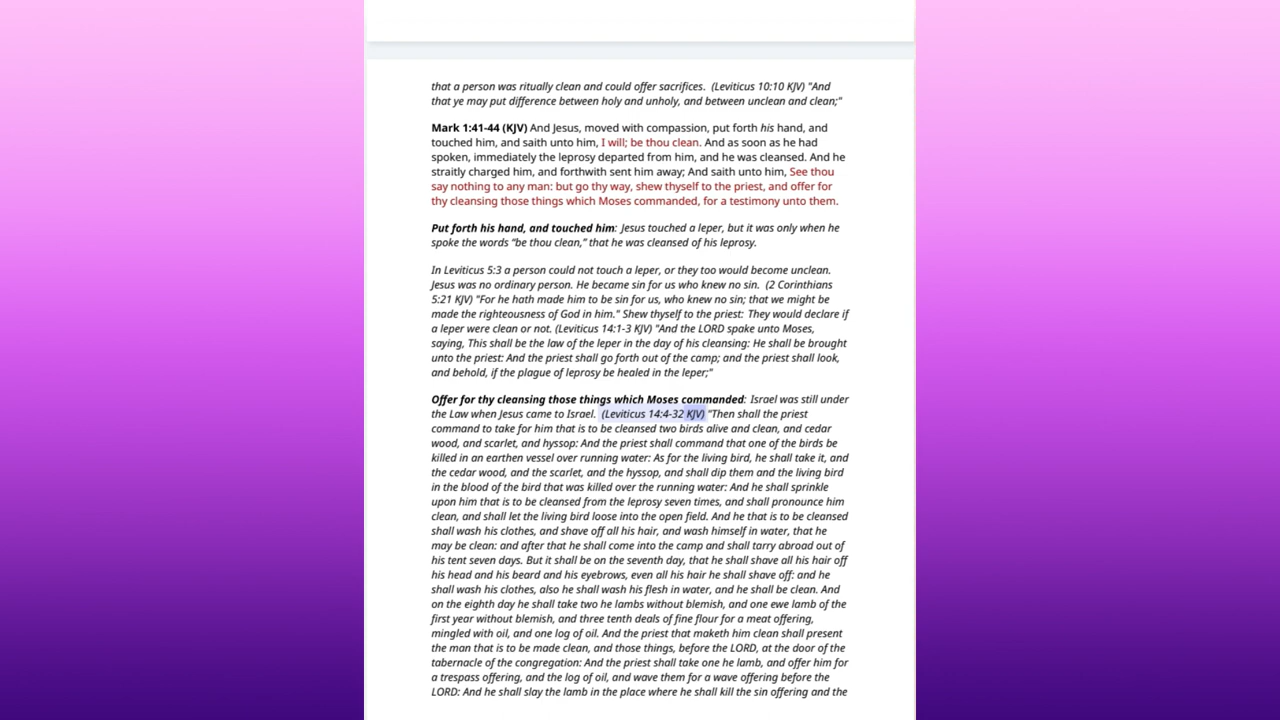 that a person was ritually clean and could offer sacrifices.  (Leviticus 10:10 KJV) "And
that ye may put difference between holy and unholy, and between unclean and clean;"
Mark 1:41-44 (KJV) And Jesus, moved with compassion, put forth his hand, and
touched him, and saith unto him, I will; be thou clean. And as soon as he had
spoken, immediately the leprosy departed from him, and he was cleansed. And he
straitly charged him, and forthwith sent him away; And saith unto him, See thou
say nothing to any man: but go thy way, shew thyself to the priest, and offer for
thy cleansing those things which Moses commanded, for a testimony unto them.
Put forth his hand, and touched him: Jesus touched a leper, but it was only when he
spoke the words “be thou clean,” that he was cleansed of his leprosy.
In Leviticus 5:3 a person could not touch a leper, or they too would become unclean.
Jesus was no ordinary person. He became sin for us who knew no sin.  (2 Corinthians
5:21 KJV) "For he hath made him to be sin for us, who knew no sin; that we might be
made the righteousness of God in him." Shew thyself to the priest: They would declare if
a leper were clean or not. (Leviticus 14:1-3 KJV) "And the LORD spake unto Moses,
saying, This shall be the law of the leper in the day of his cleansing: He shall be brought
unto the priest: And the priest shall go forth out of the camp; and the priest shall look,
and behold, if the plague of leprosy be healed in the leper;"
Offer for thy cleansing those things which Moses commanded: Israel was still under
the Law when Jesus came to Israel.  (Leviticus 14:4-32 KJV) "Then shall the priest
command to take for him that is to be cleansed two birds alive and clean, and cedar
wood, and scarlet, and hyssop: And the priest shall command that one of the birds be
killed in an earthen vessel over running water: As for the living bird, he shall take it, and
the cedar wood, and the scarlet, and the hyssop, and shall dip them and the living bird
in the blood of the bird that was killed over the running water: And he shall sprinkle
upon him that is to be cleansed from the leprosy seven times, and shall pronounce him
clean, and shall let the living bird loose into the open field. And he that is to be cleansed
shall wash his clothes, and shave off all his hair, and wash himself in water, that he
may be clean: and after that he shall come into the camp and shall tarry abroad out of
his tent seven days. But it shall be on the seventh day, that he shall shave all his hair off
his head and his beard and his eyebrows, even all his hair he shall shave off: and he
shall wash his clothes, also he shall wash his flesh in water, and he shall be clean. And
on the eighth day he shall take two he lambs without blemish, and one ewe lamb of the
first year without blemish, and three tenth deals of fine flour for a meat offering,
mingled with oil, and one log of oil. And the priest that maketh him clean shall present
the man that is to be made clean, and those things, before the LORD, at the door of the
tabernacle of the congregation: And the priest shall take one he lamb, and offer him for
a trespass offering, and the log of oil, and wave them for a wave offering before the
LORD: And he shall slay the lamb in the place where he shall kill the sin offering and the